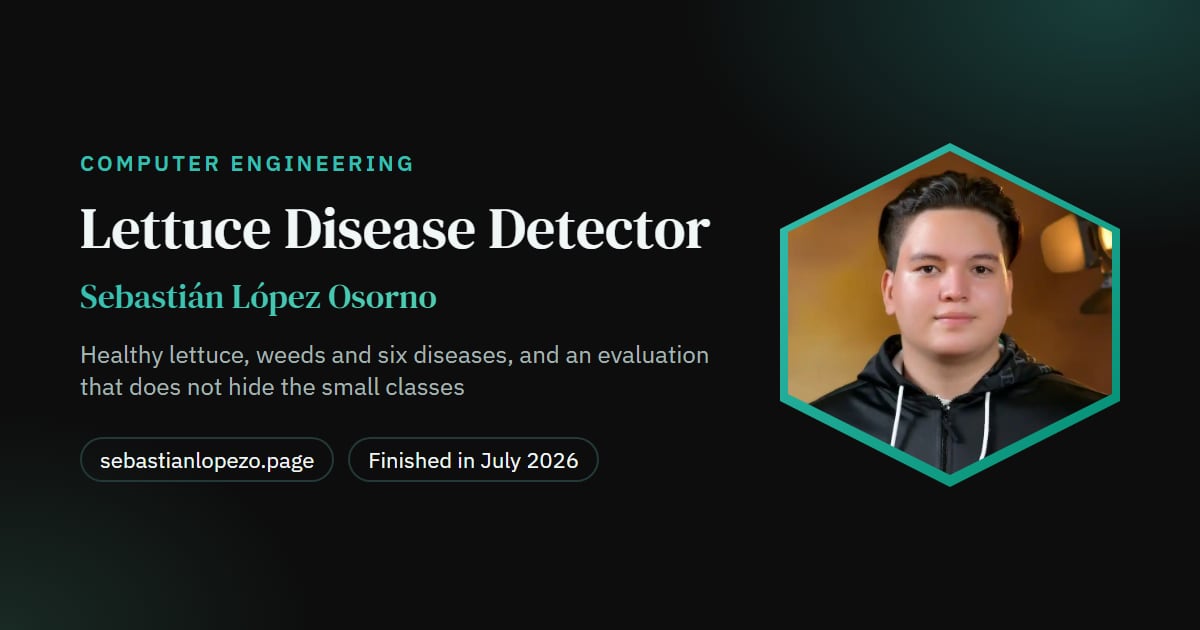 COMPUTER ENGINEERING
Lettuce Disease Detector
Sebastián López Osorno
Healthy lettuce, weeds and six diseases, and an evaluation
that does not hide the small classes
sebastianlopezo.page
Finished in July 2026